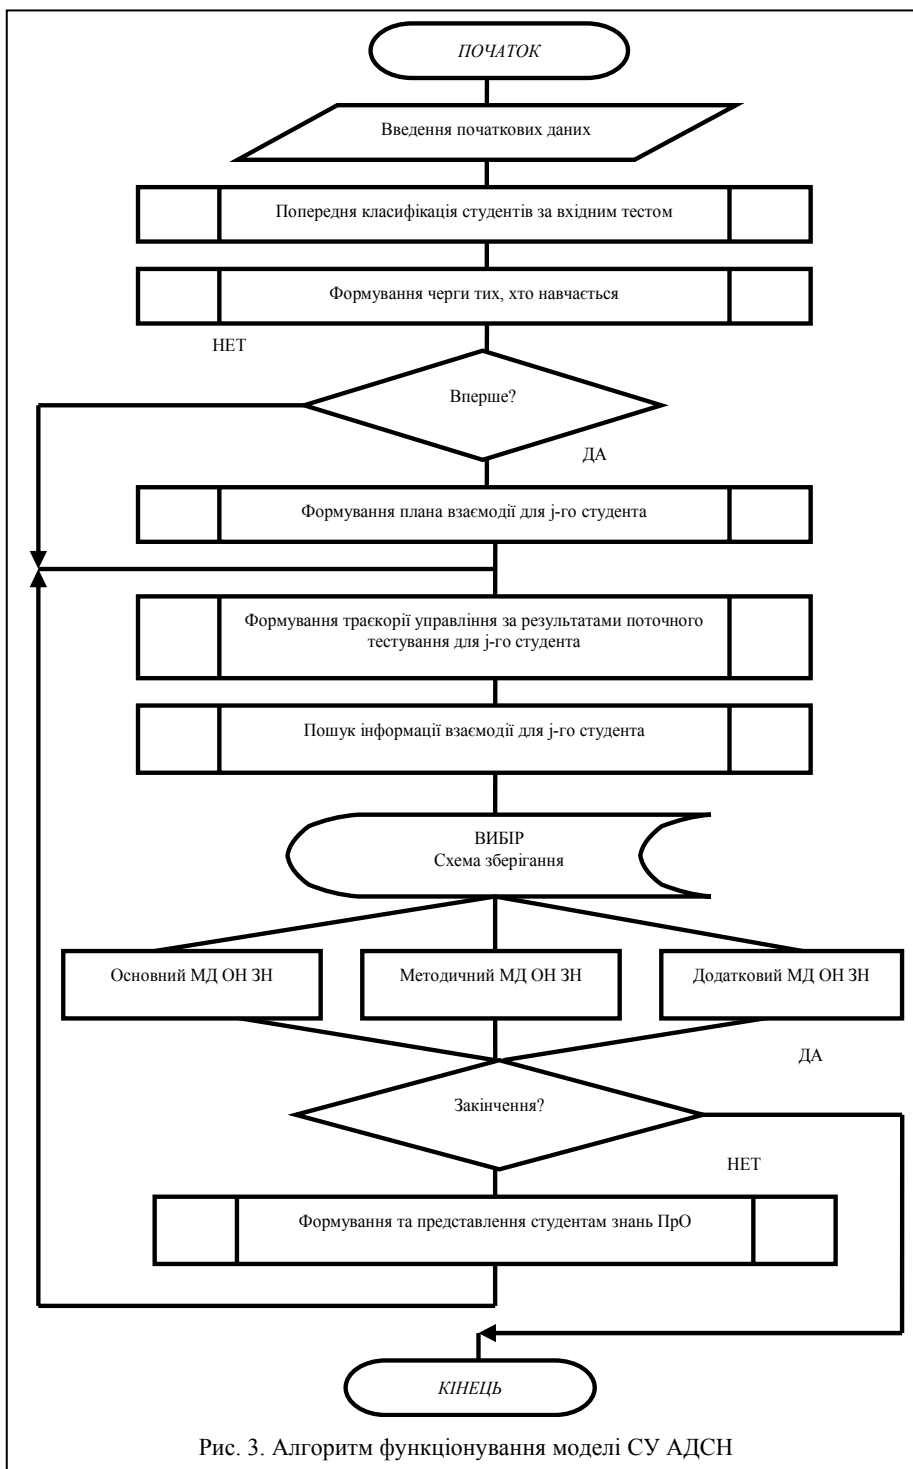 ПОЧАТОК
Введення початкових даних
Попередня класифікація студентів за вхідним тестом
Формування черги тих, хто навчається
НЕТ
Вперше?
ДА
Формування плана взаємодії для j-го студента
Формування траєкорії управління за результатами поточного
тестування для j-го студента
Пошук інформації взаємодії для j-го студента
ВИБІР
Схема зберігання
Основний МД ОН ЗН
Методичний МД ОН ЗН
Додатковий МД ОН ЗН
ДА
Закінчення?
НЕТ
Формування та представлення студентам знань ПрО
КІНЕЦЬ
Рис. 3. Алгоритм функціонування моделі СУ АДСН